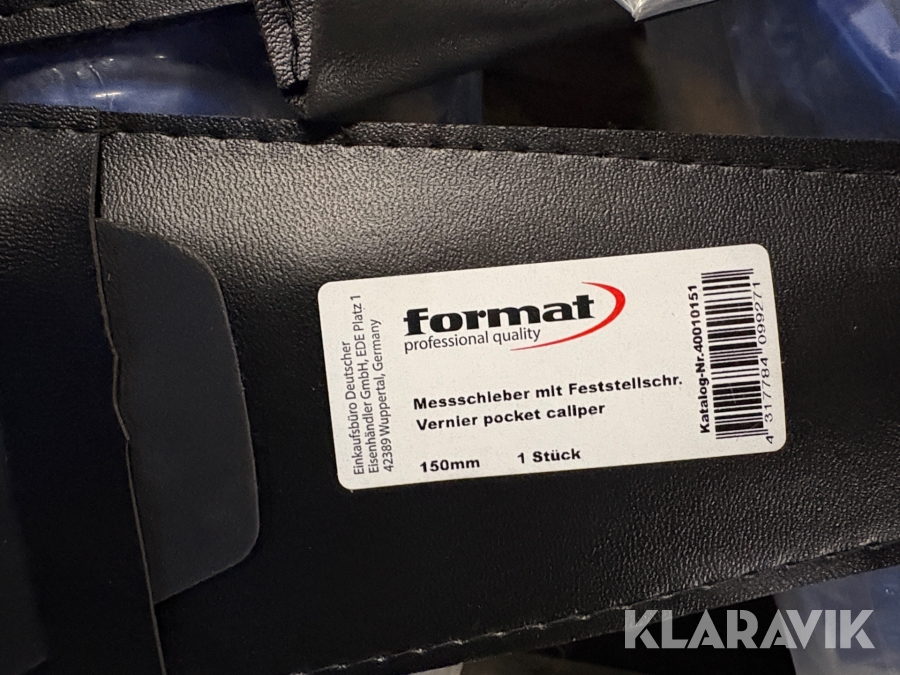 Einkaufsbüro Deutscher
Eisenhändler GmbH, EDE Platz 1
42389 Wuppertal, Germany
format
professional quality
Messschieber mit Feststellschr.
Vernier pocket caliper
150mm 1 Stück
Katalog-Nr.40010151
4 317784 099271
KLARAVIK